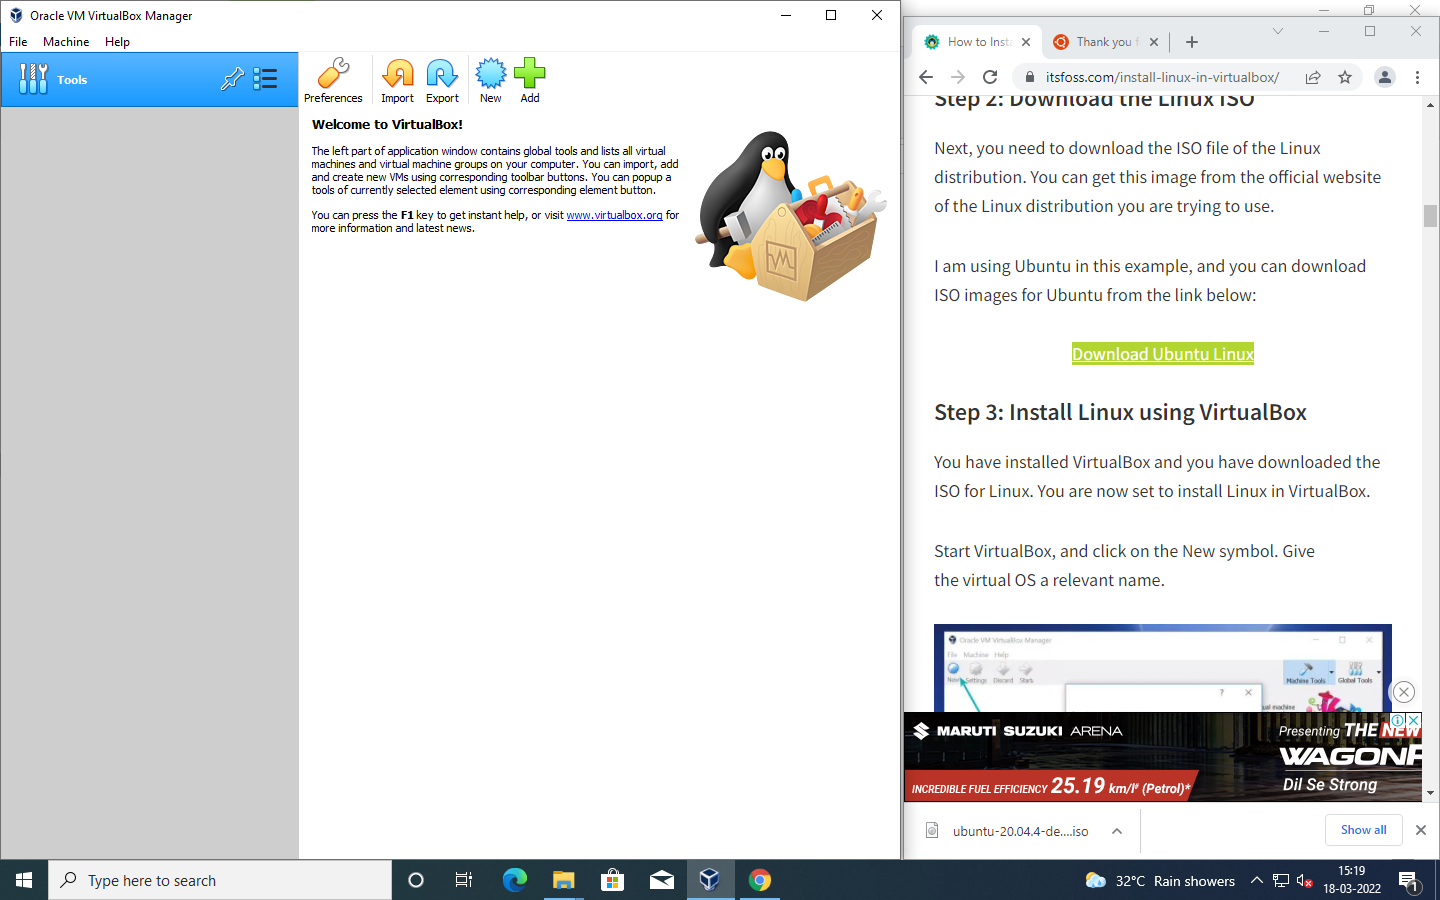 Oracle VM VirtualBox Manager
File Machine Help
Tools
Preferences Import Export New Add
Welcome to VirtualBox!
The left part of application window contains global tools and lists all virtual
machines and virtual machine groups on your computer. You can import, add
and create new VMs using corresponding toolbar buttons. You can popup a
tools of currently selected element using corresponding element button.
You can press the F1 key to get instant help, or visit www.virtualbox.org for
more information and latest news.
How to Insta
Thank you f
itsfoss.com/install-linux-in-virtualbox/
Step 2: Download the Linux ISO
Next, you need to download the ISO file of the Linux
distribution. You can get this image from the official website
of the Linux distribution you are trying to use.
I am using Ubuntu in this example, and you can download
ISO images for Ubuntu from the link below:
Download Ubuntu Linux
Step 3: Install Linux using VirtualBox
You have installed VirtualBox and you have downloaded the
ISO for Linux. You are now set to install Linux in VirtualBox.
Start VirtualBox, and click on the New symbol. Give
the virtual OS a relevant name.
Oracle VM VirtualBox Manager
File Machine Help
New Settings Discard Start Machine Tools Global Tools
ual machine
MARUTI SUZUKI ARENA
Presenting THE NEW
WAGONR
INCREDIBLE FUEL EFFICIENCY 25.19 km/l# (Petrol)*
Dil Se Strong
ubuntu-20.04.4-de....iso
Show all
Type here to search
32°C Rain showers
15:19
18-03-2022
1